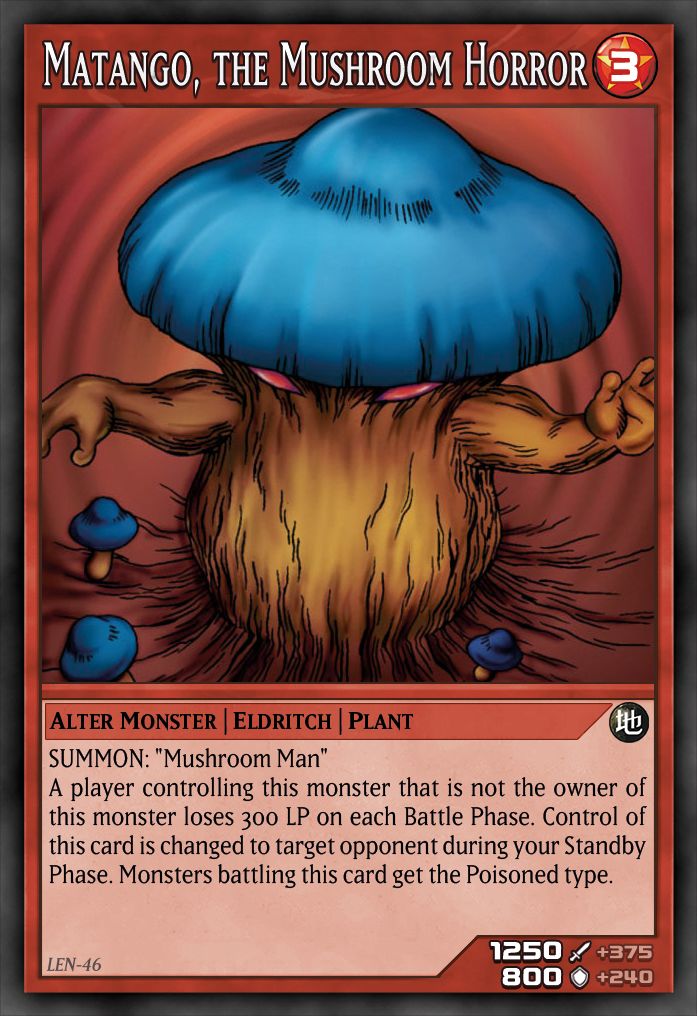 Matango, the Mushroom Horror 3
Alter Monster | Eldritch | Plant
SUMMON: "Mushroom Man"
A player controlling this monster that is not the owner of
this monster loses 300 LP on each Battle Phase. Control of
this card is changed to target opponent during your Standby
Phase. Monsters battling this card get the Poisoned type.
1250 +375
LEN-46
800 +240